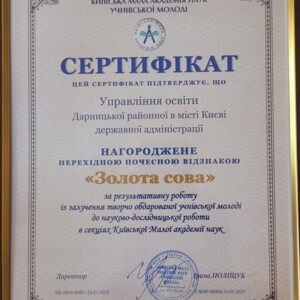 КИЇВСЬКА МАЛА АКАДЕМІЯ НАУК
УЧНІВСЬКОЇ МОЛОДІ
СЕРТИФІКАТ
ЦЕЙ СЕРТИФІКАТ ПІДТВЕРДЖУЄ, ЩО
Управління освіти
Дарницької районної в місті Києві
державної адміністрації
НАГОРОДЖЕНЕ
ПЕРЕХІДНОЮ ПОЧЕСНОЮ ВІДЗНАКОЮ
«Золота сова»
за результативну роботу
із залучення творчо обдарованої учнівської молоді
до науково-дослідницької роботи
в секціях Київської Малої академії наук
Директор
Ірина ПОЛІЩУК